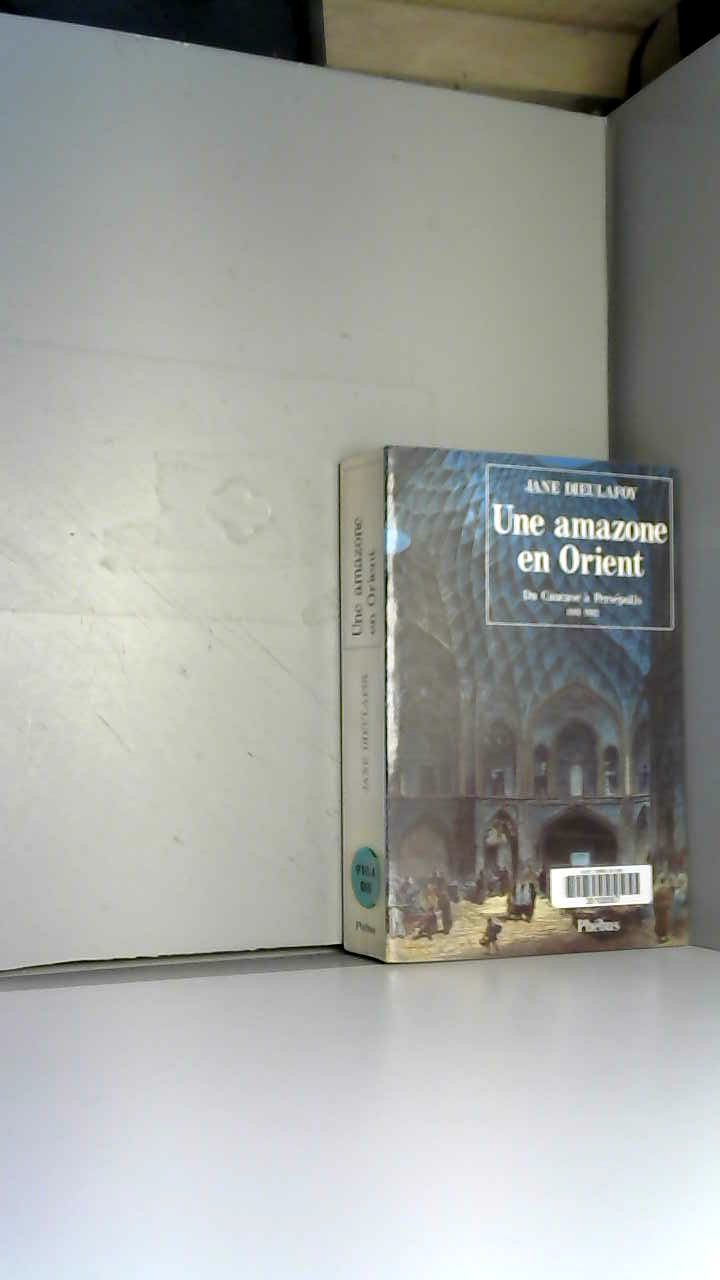 JANE DIEULAFOY
Une amazone
en Orient
Du Caucase à Persépolis
Phébus
Une amazone
en Orient
JANE DIEULAFOY
Phébus